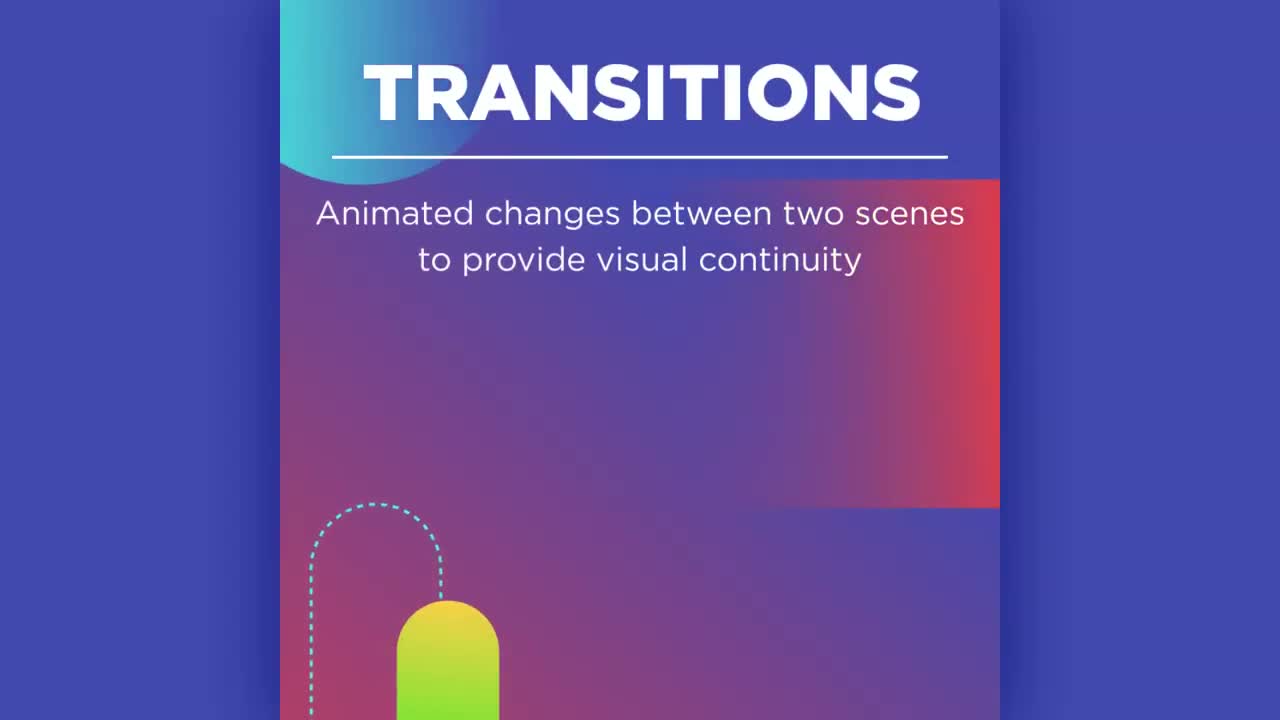 TRANSITIONS
Animated changes between two scenes
to provide visual continuity